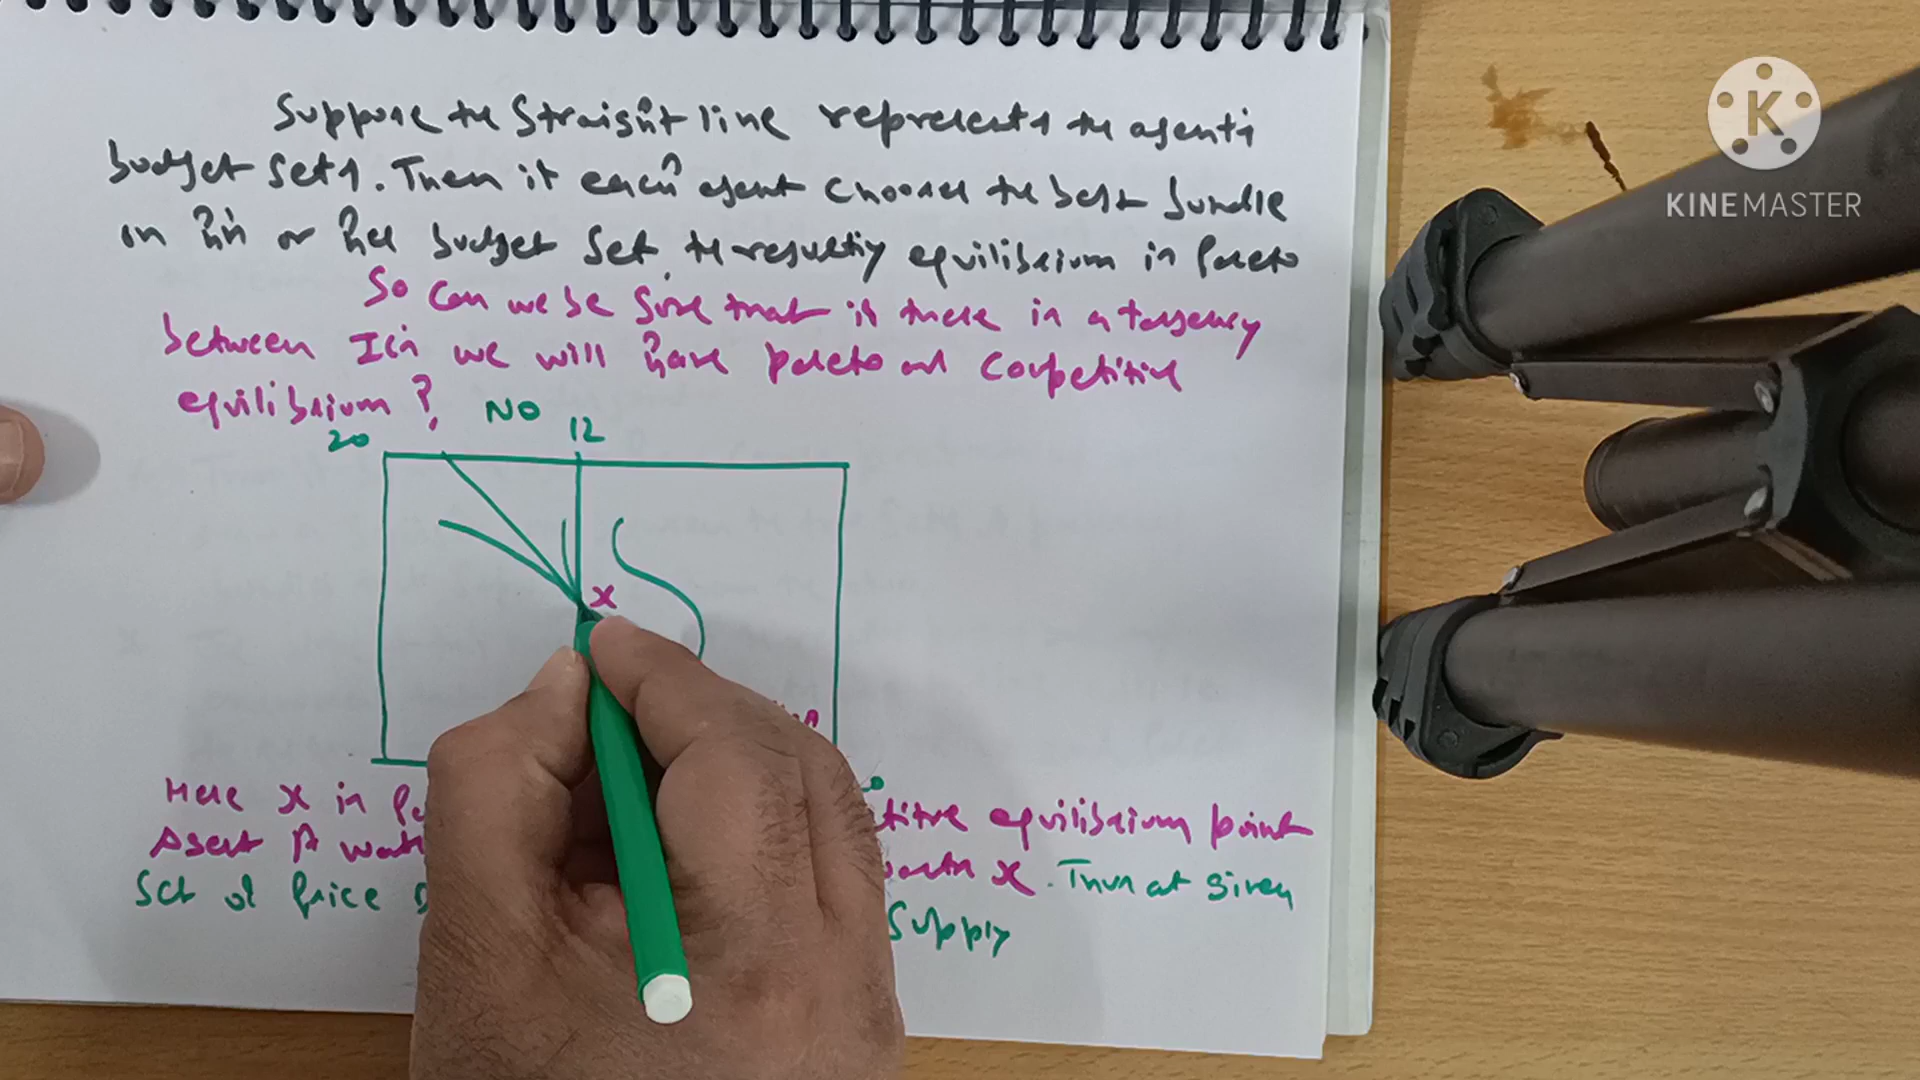 Suppose the straight line represents the agents
budget sets. Then if each agent chooses the best bundle
in his or her budget set, the resulting equilibrium is Pareto
So can we be sure that if there is a tangency
between ICs we will have pareto and competitive
equilibrium? NO
20 12
x
Here x is
titive equilibrium point
Agent A
x. Thus at given
Set of Price
Supply
K
KINEMASTER